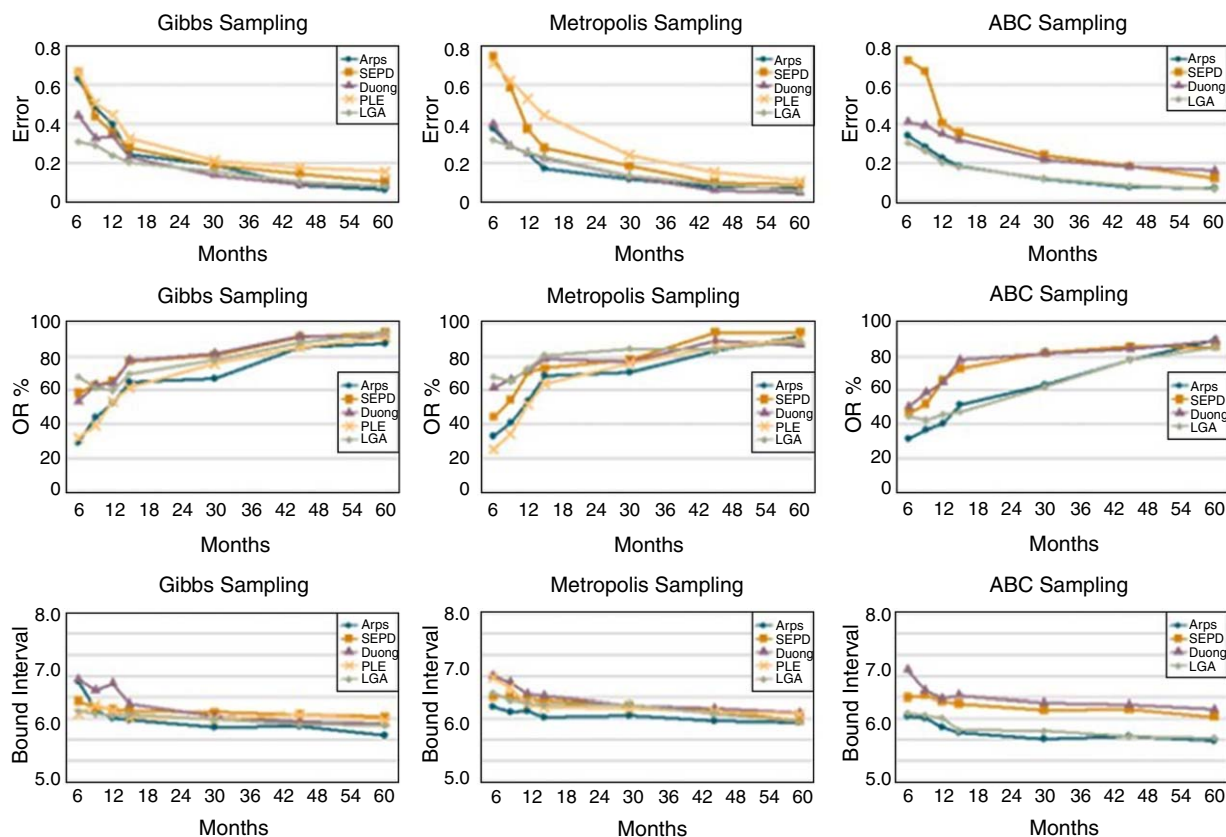 Gibbs Sampling
0.8
0.6
0.4
0.2
0
Error
6 12 18 24 30 36 42 48 54 60
Months
Arps
SEPD
Duong
PLE
LGA
Metropolis Sampling
0.8
0.6
0.4
0.2
0
Error
6 12 18 24 30 36 42 48 54 60
Months
Arps
SEPD
Duong
PLE
LGA
ABC Sampling
0.8
0.6
0.4
0.2
0
Error
6 12 18 24 30 36 42 48 54 60
Months
Arps
SEPD
Duong
LGA
Gibbs Sampling
100
80
60
40
20
0
OR %
6 12 18 24 30 36 42 48 54 60
Months
Arps
SEPD
Duong
PLE
LGA
Metropolis Sampling
100
80
60
40
20
0
OR %
6 12 18 24 30 36 42 48 54 60
Months
Arps
SEPD
Duong
PLE
LGA
ABC Sampling
100
80
60
40
20
0
OR %
6 12 18 24 30 36 42 48 54 60
Months
Arps
SEPD
Duong
LGA
Gibbs Sampling
8.0
7.0
6.0
5.0
Bound Interval
6 12 18 24 30 36 42 48 54 60
Months
Arps
SEPD
Duong
PLE
LGA
Metropolis Sampling
8.0
7.0
6.0
5.0
Bound Interval
6 12 18 24 30 36 42 48 54 60
Months
Arps
SEPD
Duong
PLE
LGA
ABC Sampling
8.0
7.0
6.0
5.0
Bound Interval
6 12 18 24 30 36 42 48 54 60
Months
Arps
SEPD
Duong
LGA